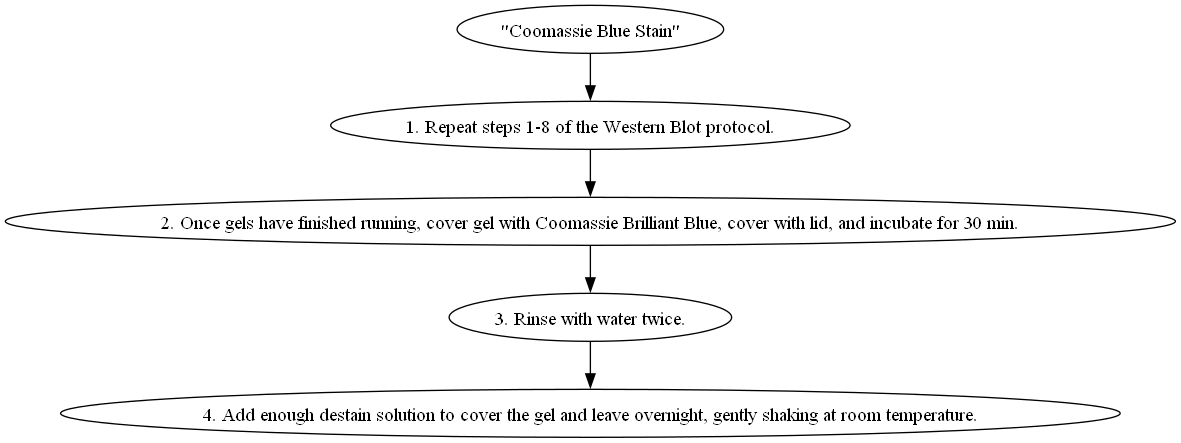 "Coomassie Blue Stain"
1. Repeat steps 1-8 of the Western Blot protocol.
2. Once gels have finished running, cover gel with Coomassie Brilliant Blue, cover with lid, and incubate for 30 min.
3. Rinse with water twice.
4. Add enough destain solution to cover the gel and leave overnight, gently shaking at room temperature.